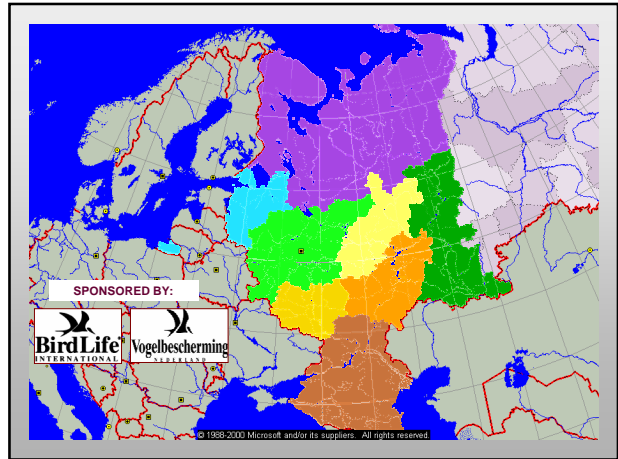 SPONSORED BY:
BirdLife
INTERNATIONAL
Vogelbescherming
NEDERLAND
© 1988-2000 Microsoft and/or its suppliers. All rights reserved.